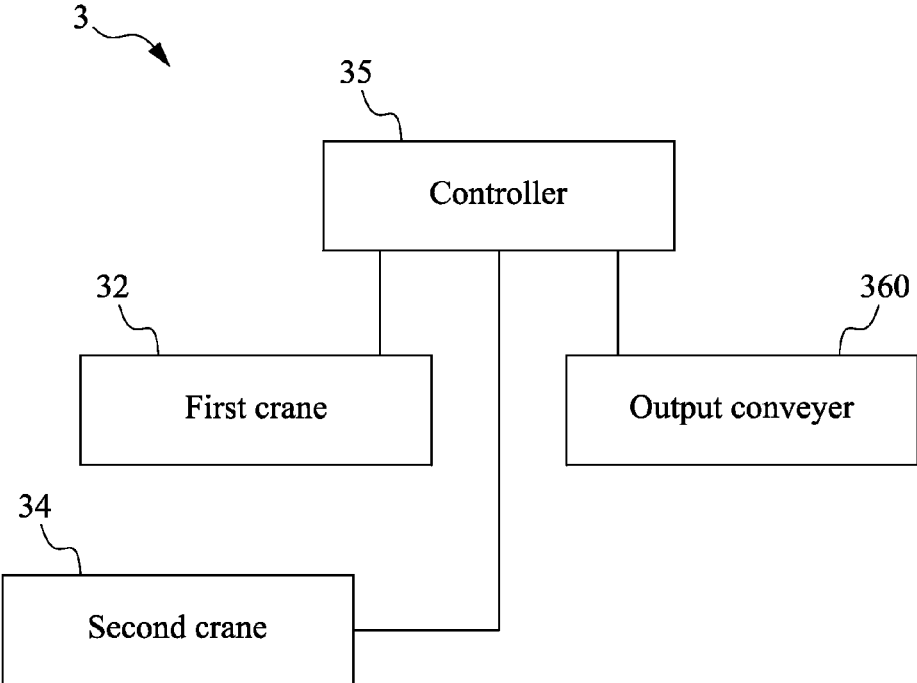 3
35
Controller
32
360
First crane
Output conveyer
34
Second crane